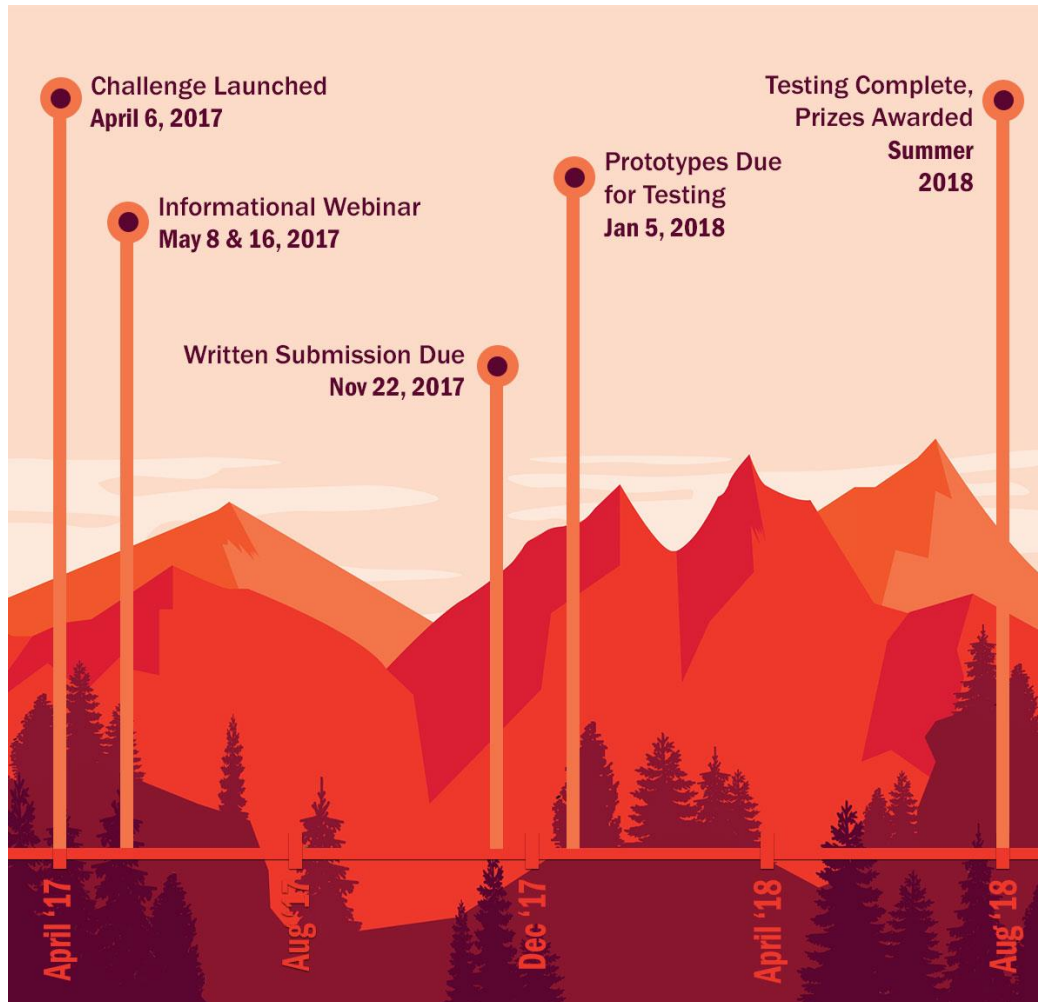 Challenge Launched
April 6, 2017
Informational Webinar
May 8 & 16, 2017
Written Submission Due
Nov 22, 2017
Prototypes Due
for Testing
Jan 5, 2018
Testing Complete,
Prizes Awarded
Summer
2018
April ‘17
Aug ‘17
Dec ‘17
April ‘18
Aug ‘18